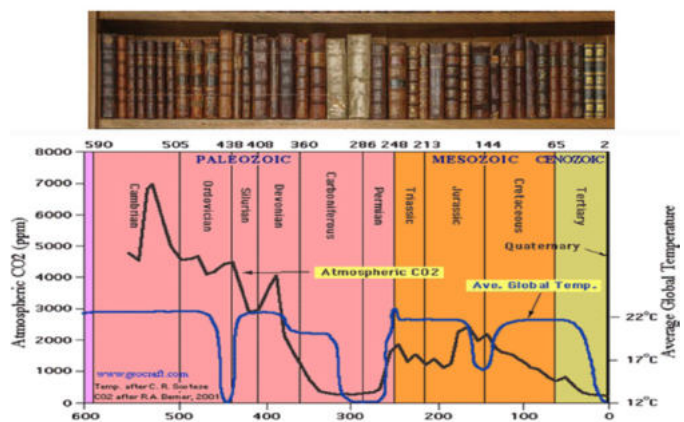 590 505 438 408 360 286 248 213 144 65 2
PALEOZOIC MESOZOIC CENOZOIC
8000
7000
6000
5000
4000
3000
2000
1000
0
Atmospheric CO2 (ppm)
Cambrian
Ordovician
Silurian
Devonian
Carboniferous
Permian
Triassic
Jurassic
Cretaceous
Tertiary
Quaternary
Atmospheric CO2
Ave. Global Temp.
22°C
17°C
12°C
Average Global Temperature
www.geocraft.com
Temp. after C. R. Scotese
CO2 after R.A. Berner, 2001
600 500 400 300 200 100 0